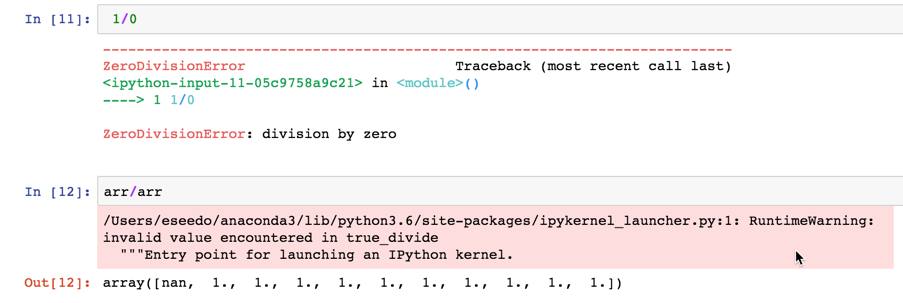 In [11]: 1/0
---------------------------------------------------------------------------
ZeroDivisionError                         Traceback (most recent call last)
<ipython-input-11-05c9758a9c21> in <module>()
----> 1 1/0

ZeroDivisionError: division by zero

In [12]: arr/arr
/Users/eseedo/anaconda3/lib/python3.6/site-packages/ipykernel_launcher.py:1: RuntimeWarning:
invalid value encountered in true_divide
  """Entry point for launching an IPython kernel.
Out[12]: array([nan,  1.,  1.,  1.,  1.,  1.,  1.,  1.,  1.,  1.,  1.])